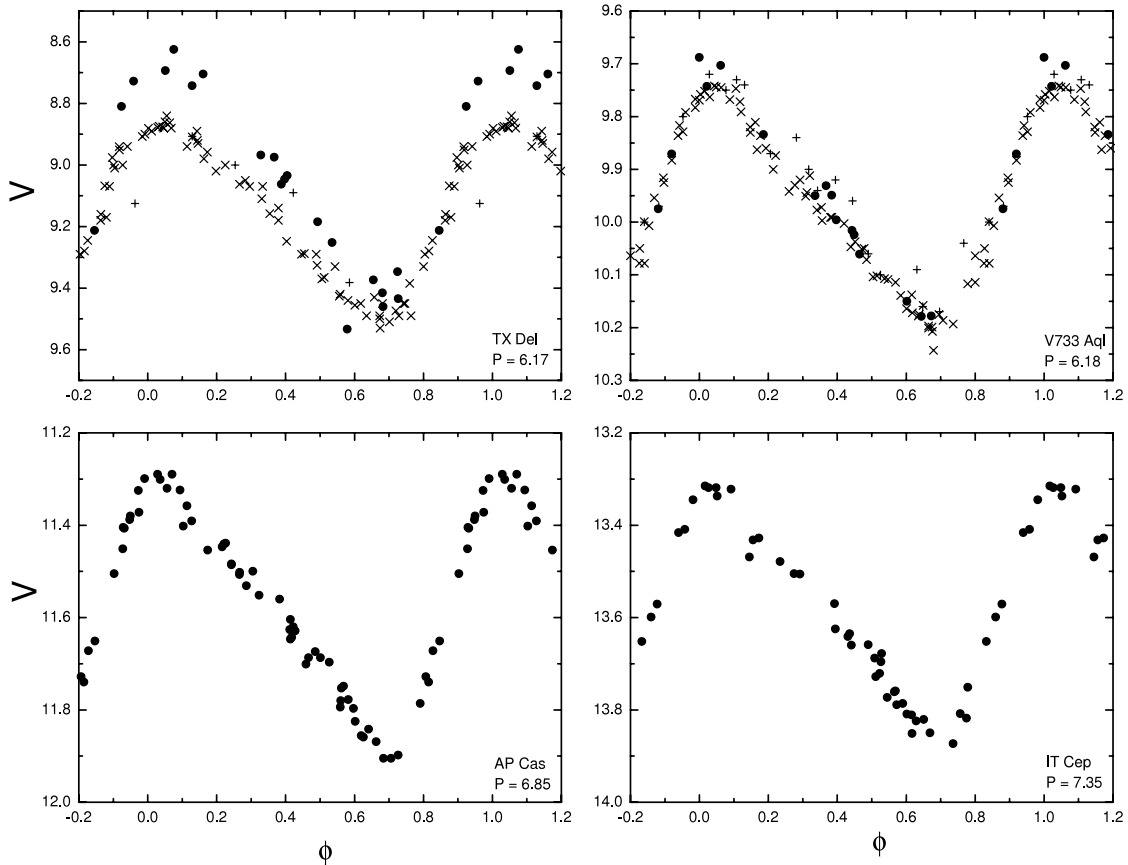 V
8.6
8.8
9.0
9.2
9.4
9.6
-0.2 0.0 0.2 0.4 0.6 0.8 1.0 1.2
TX Del
P = 6.17
9.6
9.7
9.8
9.9
10.0
10.1
10.2
10.3
-0.2 0.0 0.2 0.4 0.6 0.8 1.0 1.2
V733 Aql
P = 6.18
V
11.2
11.4
11.6
11.8
12.0
-0.2 0.0 0.2 0.4 0.6 0.8 1.0 1.2
AP Cas
P = 6.85
ϕ
13.2
13.4
13.6
13.8
14.0
-0.2 0.0 0.2 0.4 0.6 0.8 1.0 1.2
IT Cep
P = 7.35
ϕ